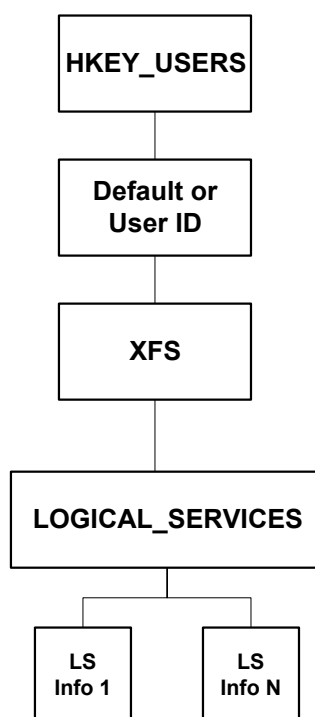 HKEY_USERS
Default or
User ID
XFS
LOGICAL_SERVICES
LS
Info 1
LS
Info N